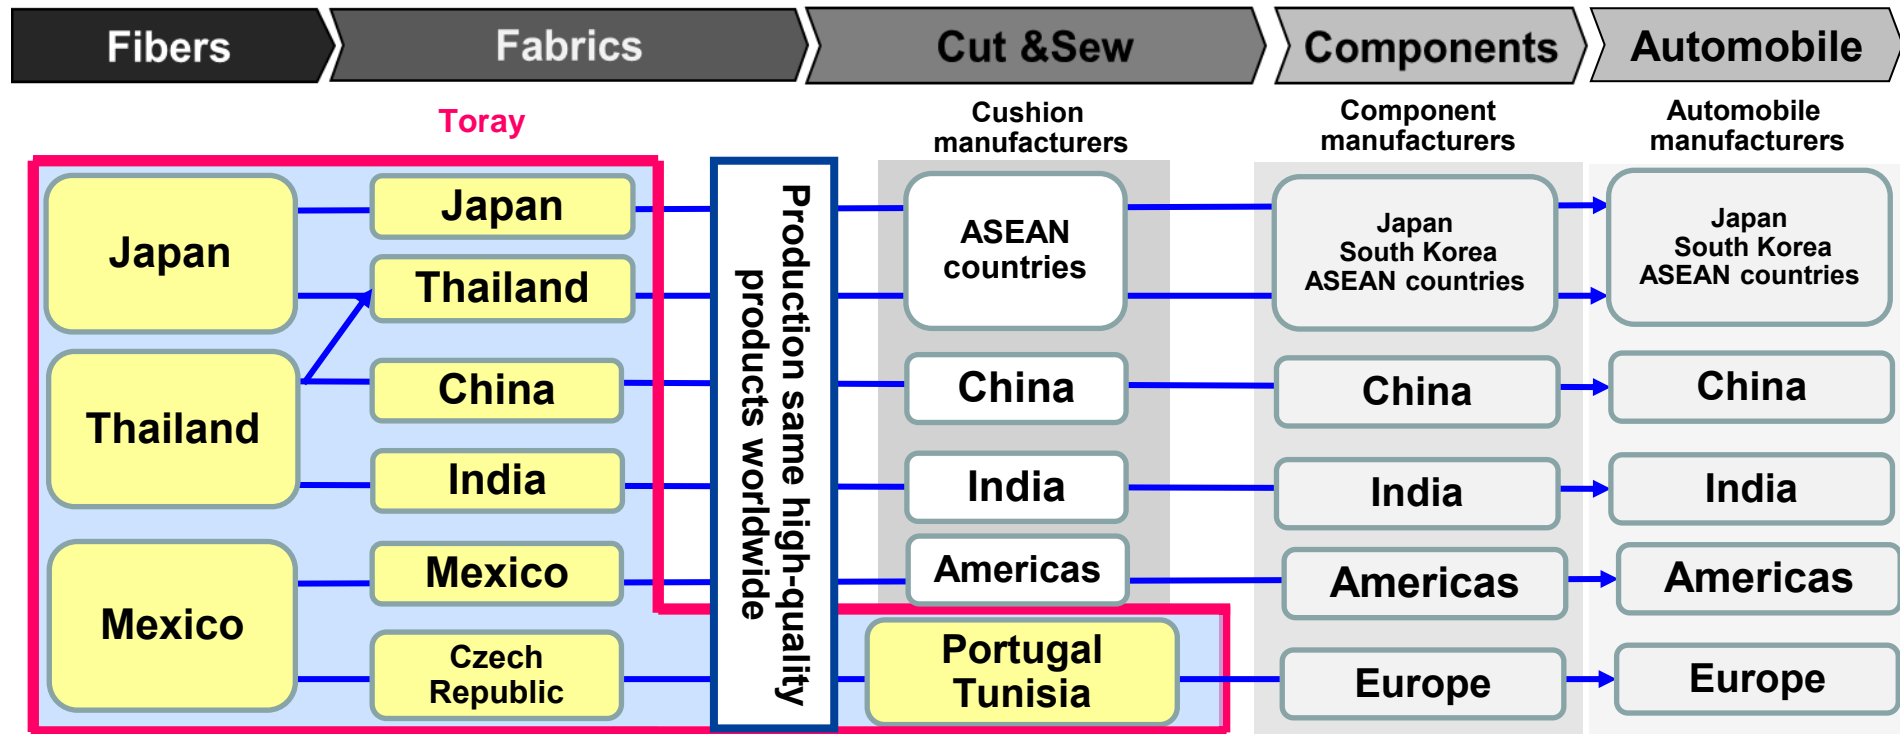 Fibers
Fabrics
Cut &Sew
Components
Automobile
Toray
Cushion
manufacturers
Component
manufacturers
Automobile
manufacturers
Japan
Thailand
Mexico
Japan
Thailand
China
India
Mexico
Czech
Republic
Production same high-quality
products worldwide
ASEAN
countries
China
India
Americas
Portugal
Tunisia
Japan
South Korea
ASEAN countries
China
India
Americas
Europe
Japan
South Korea
ASEAN countries
China
India
Americas
Europe